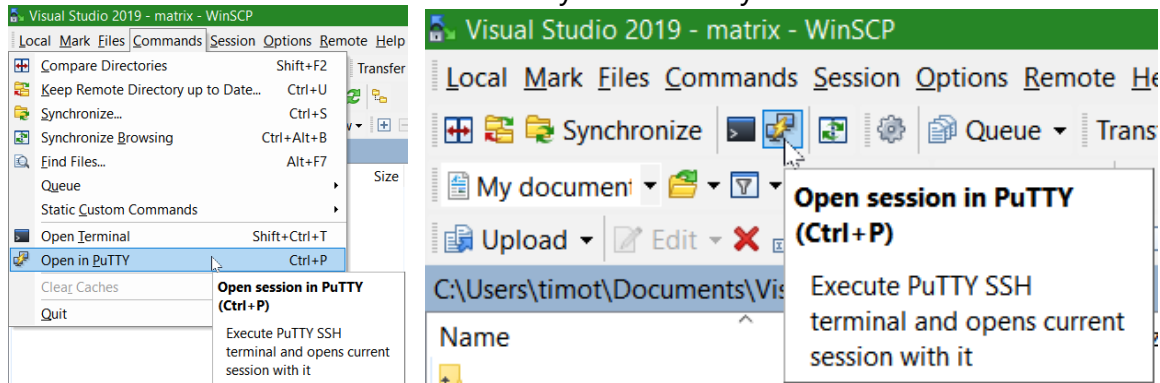 Visual Studio 2019 - matrix - WinSCP
Local Mark Files Commands Session Options Remote Help
Compare Directories Shift+F2
Transfer
Keep Remote Directory up to Date... Ctrl+U
Synchronize... Ctrl+S
Synchronize Browsing Ctrl+Alt+B
Find Files... Alt+F7
Queue
Size
Static Custom Commands
Open Terminal Shift+Ctrl+T
Open in PuTTY Ctrl+P
Clear Caches
Quit
Open session in PuTTY
(Ctrl+P)
Execute PuTTY SSH
terminal and opens current
session with it
Visual Studio 2019 - matrix - WinSCP
Local Mark Files Commands Session Options Remote He
Synchronize Queue Trans
My document
Upload Edit
C:\Users\timot\Documents\Vis
Name
Open session in PuTTY
(Ctrl+P)
Execute PuTTY SSH
terminal and opens current
session with it